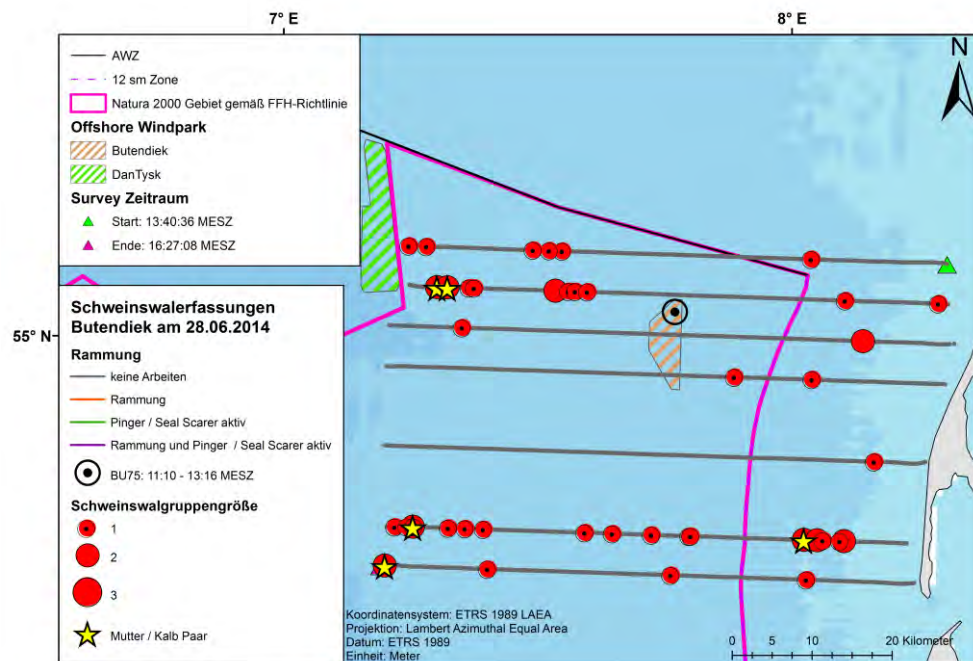 7° E
8° E
AWZ
12 sm Zone
Natura 2000 Gebiet gemäß FFH-Richtlinie
Offshore Windpark
Butendiek
DanTysk
Survey Zeitraum
Start: 13:40:36 MESZ
Ende: 16:27:08 MESZ
N
55° N
Schweinswalerfassungen
Butendiek am 28.06.2014
Rammung
keine Arbeiten
Rammung
Pinger / Seal Scarer aktiv
Rammung und Pinger / Seal Scarer aktiv
BU75: 11:10 - 13:16 MESZ
Schweinswalgruppengröße
1
2
3
Mutter / Kalb Paar
Koordinatensystem: ETRS 1989 LAEA
Projektion: Lambert Azimuthal Equal Area
Datum: ETRS 1989
Einheit: Meter
0 5 10 20 Kilometer